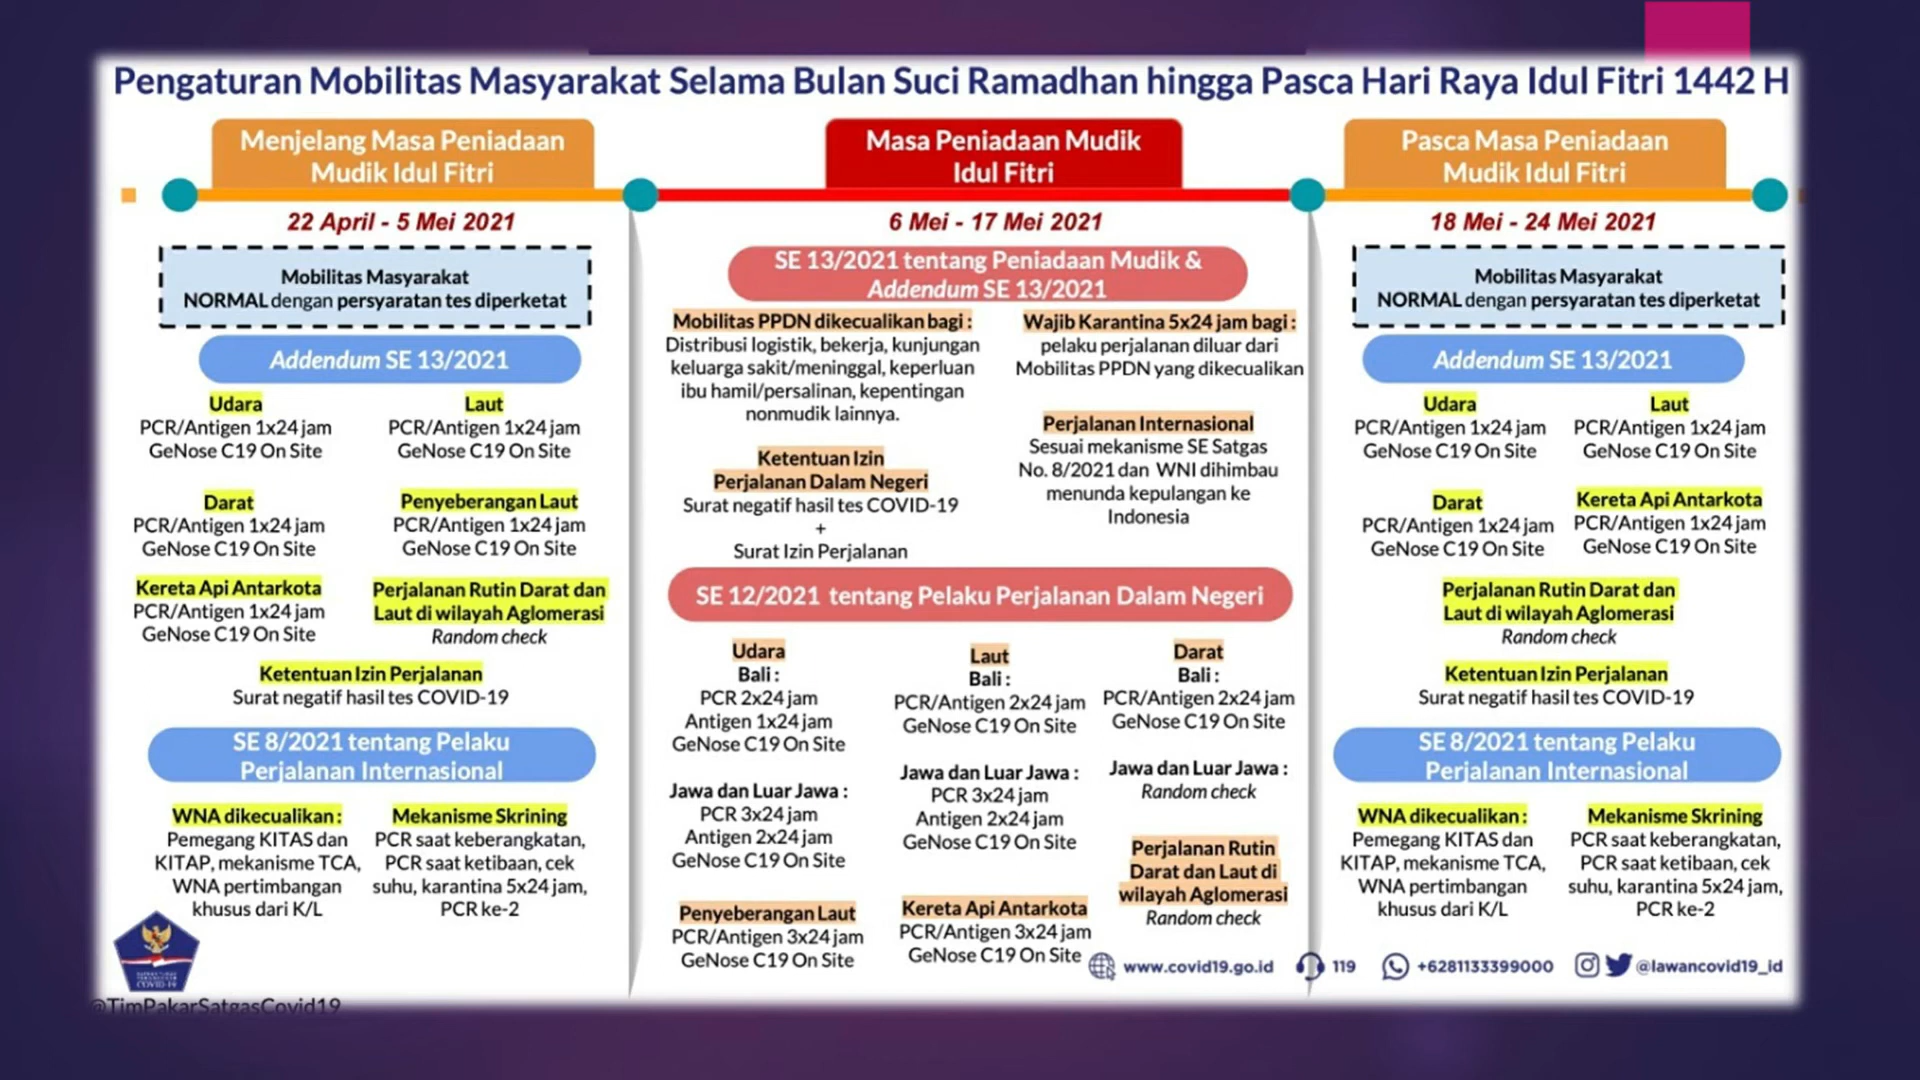 Pengaturan Mobilitas Masyarakat Selama Bulan Suci Ramadhan hingga Pasca Hari Raya Idul Fitri 1442 H
Menjelang Masa Peniadaan
Mudik Idul Fitri
22 April - 5 Mei 2021
Mobilitas Masyarakat
NORMAL dengan persyaratan tes diperketat
Addendum SE 13/2021
Udara
PCR/Antigen 1x24 jam
GeNose C19 On Site
Laut
PCR/Antigen 1x24 jam
GeNose C19 On Site
Darat
PCR/Antigen 1x24 jam
GeNose C19 On Site
Penyeberangan Laut
PCR/Antigen 1x24 jam
GeNose C19 On Site
Kereta Api Antarkota
PCR/Antigen 1x24 jam
GeNose C19 On Site
Perjalanan Rutin Darat dan
Laut di wilayah Aglomerasi
Random check
Ketentuan Izin Perjalanan
Surat negatif hasil tes COVID-19
SE 8/2021 tentang Pelaku
Perjalanan Internasional
WNA dikecualikan :
Pemegang KITAS dan
KITAP, mekanisme TCA,
WNA pertimbangan
khusus dari K/L
Mekanisme Skrining
PCR saat keberangkatan,
PCR saat ketibaan, cek
suhu, karantina 5x24 jam,
PCR ke-2
Masa Peniadaan Mudik
Idul Fitri
6 Mei - 17 Mei 2021
SE 13/2021 tentang Peniadaan Mudik &
Addendum SE 13/2021
Mobilitas PPDN dikecualikan bagi :
Distribusi logistik, bekerja, kunjungan
keluarga sakit/meninggal, keperluan
ibu hamil/persalinan, kepentingan
nonmudik lainnya.
Ketentuan Izin
Perjalanan Dalam Negeri
Surat negatif hasil tes COVID-19
+
Surat Izin Perjalanan
Wajib Karantina 5x24 jam bagi :
pelaku perjalanan diluar dari
Mobilitas PPDN yang dikecualikan
Perjalanan Internasional
Sesuai mekanisme SE Satgas
No. 8/2021 dan WNI dihimbau
menunda kepulangan ke
Indonesia
SE 12/2021 tentang Pelaku Perjalanan Dalam Negeri
Udara
Bali :
PCR 2x24 jam
Antigen 1x24 jam
GeNose C19 On Site
Jawa dan Luar Jawa :
PCR 3x24 jam
Antigen 2x24 jam
GeNose C19 On Site
Penyeberangan Laut
PCR/Antigen 3x24 jam
GeNose C19 On Site
Laut
Bali :
PCR/Antigen 2x24 jam
GeNose C19 On Site
Jawa dan Luar Jawa :
PCR 3x24 jam
Antigen 2x24 jam
GeNose C19 On Site
Kereta Api Antarkota
PCR/Antigen 3x24 jam
GeNose C19 On Site
Darat
Bali :
PCR/Antigen 2x24 jam
GeNose C19 On Site
Jawa dan Luar Jawa :
Random check
Perjalanan Rutin
Darat dan Laut di
wilayah Aglomerasi
Random check
Pasca Masa Peniadaan
Mudik Idul Fitri
18 Mei - 24 Mei 2021
Mobilitas Masyarakat
NORMAL dengan persyaratan tes diperketat
Addendum SE 13/2021
Udara
PCR/Antigen 1x24 jam
GeNose C19 On Site
Laut
PCR/Antigen 1x24 jam
GeNose C19 On Site
Darat
PCR/Antigen 1x24 jam
GeNose C19 On Site
Kereta Api Antarkota
PCR/Antigen 1x24 jam
GeNose C19 On Site
Perjalanan Rutin Darat dan
Laut di wilayah Aglomerasi
Random check
Ketentuan Izin Perjalanan
Surat negatif hasil tes COVID-19
SE 8/2021 tentang Pelaku
Perjalanan Internasional
WNA dikecualikan :
Pemegang KITAS dan
KITAP, mekanisme TCA,
WNA pertimbangan
khusus dari K/L
Mekanisme Skrining
PCR saat keberangkatan,
PCR saat ketibaan, cek
suhu, karantina 5x24 jam,
PCR ke-2
COVID-19
www.covid19.go.id
119
+6281133399000
@lawancovid19_id
@TimPakarSatgasCovid19